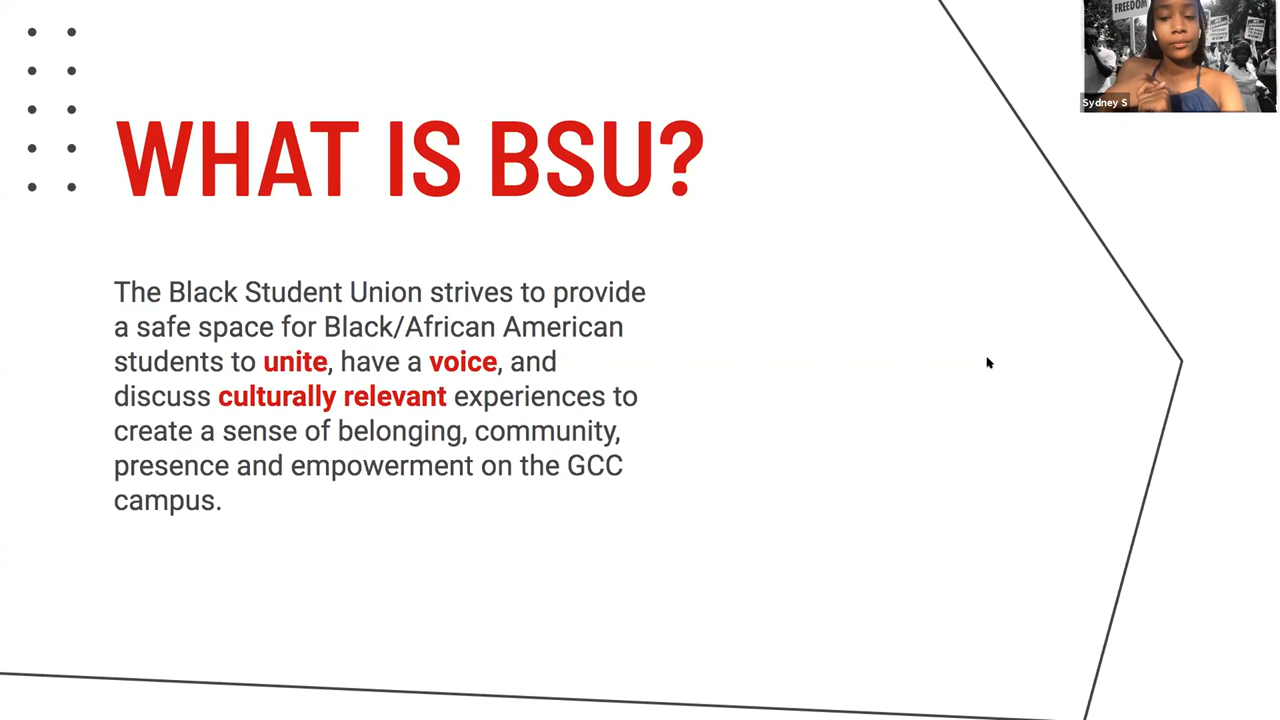 WHAT IS BSU?
The Black Student Union strives to provide
a safe space for Black/African American
students to unite, have a voice, and
discuss culturally relevant experiences to
create a sense of belonging, community,
presence and empowerment on the GCC
campus.
FREEDOM
Sydney S